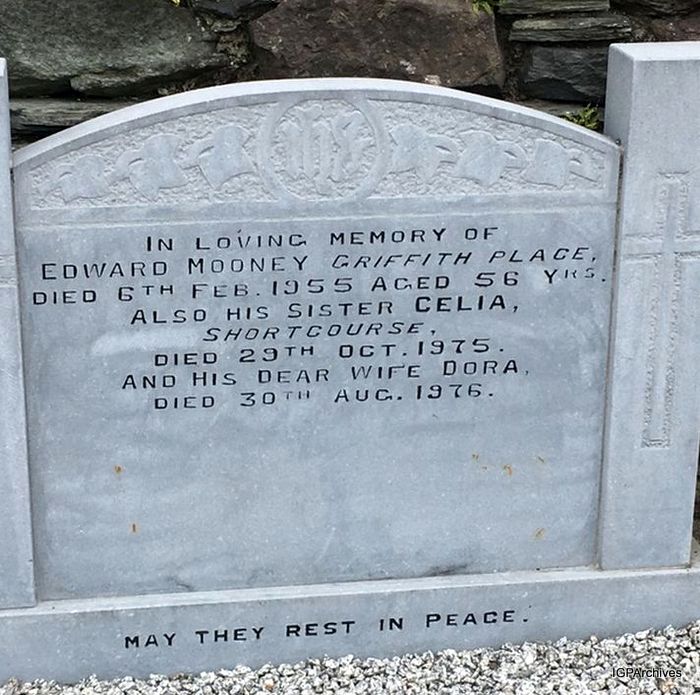 IHS
IN LOVING MEMORY OF
EDWARD MOONEY GRIFFITH PLACE,
DIED 6TH FEB. 1955 AGED 56 YRS.
ALSO HIS SISTER CELIA,
SHORTCOURSE,
DIED 29TH OCT. 1975.
AND HIS DEAR WIFE DORA,
DIED 30TH AUG. 1976.
MAY THEY REST IN PEACE.
IGPArchives